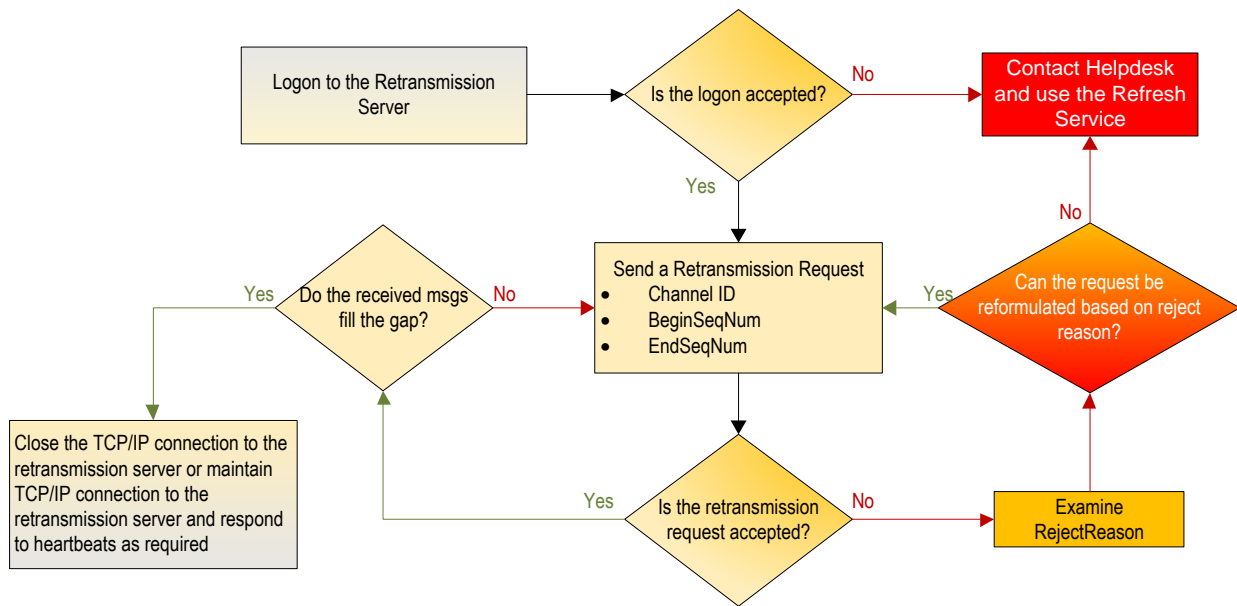 Logon to the Retransmission
Server
Is the logon accepted?
No
Contact Helpdesk
and use the Refresh
Service
Yes
No
Send a Retransmission Request
• Channel ID
• BeginSeqNum
• EndSeqNum
Yes
Do the received msgs
fill the gap?
No
Yes
Can the request be
reformulated based on reject
reason?
Close the TCP/IP connection to the
retransmission server or maintain
TCP/IP connection to the
retransmission server and respond
to heartbeats as required
Yes
Is the retransmission
request accepted?
No
Examine
RejectReason